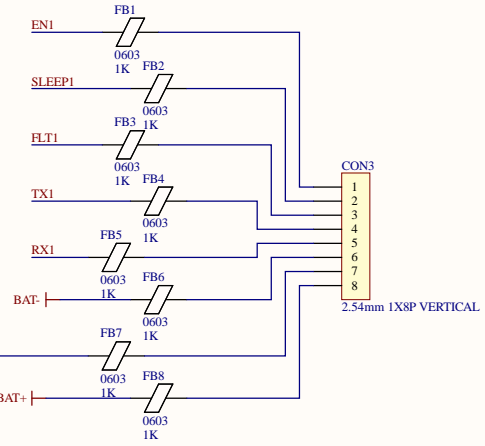 FB1
EN1
0603
1K
FB2
SLEEP1
0603
1K
FB3
FLT1
0603
1K
FB4
TX1
0603
1K
FB5
RX1
0603
1K
FB6
BAT-
0603
1K
FB7
0603
1K
FB8
BAT+
0603
1K
CON3
1
2
3
4
5
6
7
8
2.54mm 1X8P VERTICAL